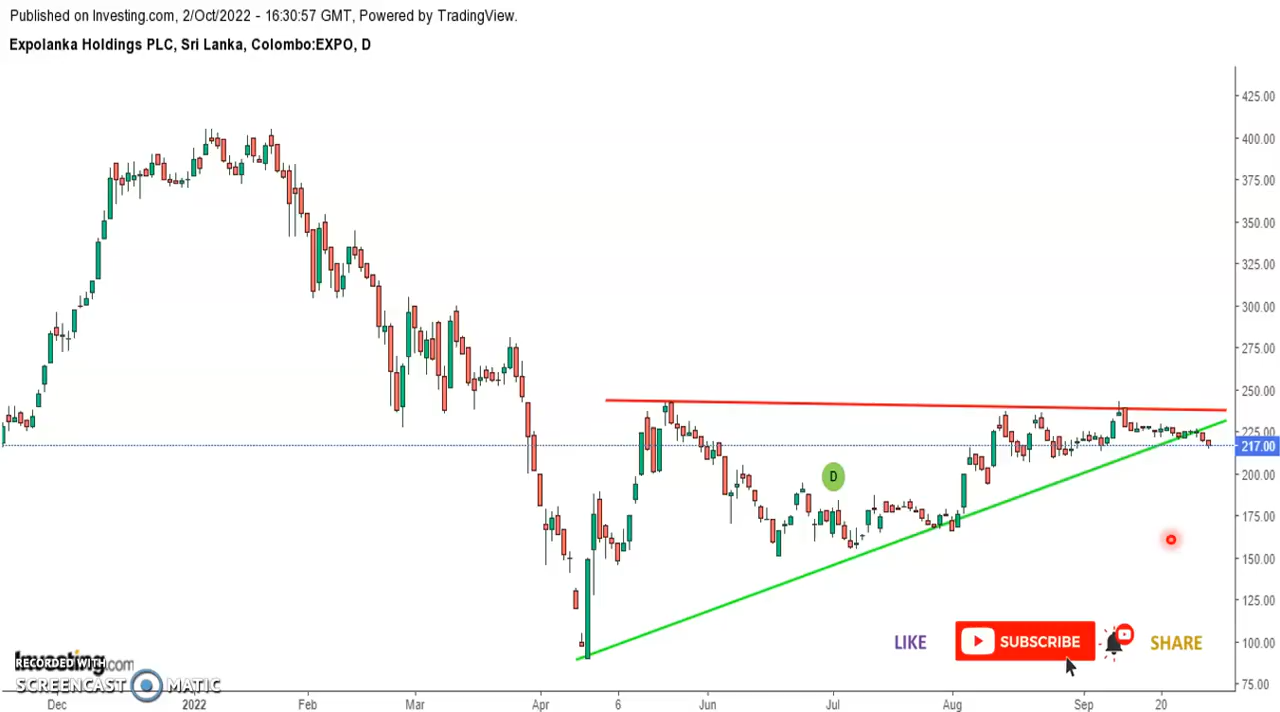 Published on Investing.com, 2/Oct/2022 - 16:30:57 GMT, Powered by TradingView.
Expolanka Holdings PLC, Sri Lanka, Colombo:EXPO, D
425.00
400.00
375.00
350.00
325.00
300.00
275.00
250.00
225.00
217.00
200.00
175.00
150.00
125.00
100.00
75.00
D
LIKE
SUBSCRIBE
SHARE
Investing.com
RECORDED WITH
SCREENCAST MATIC
Dec 2022 Feb Mar Apr 6 Jun Jul Aug Sep 20